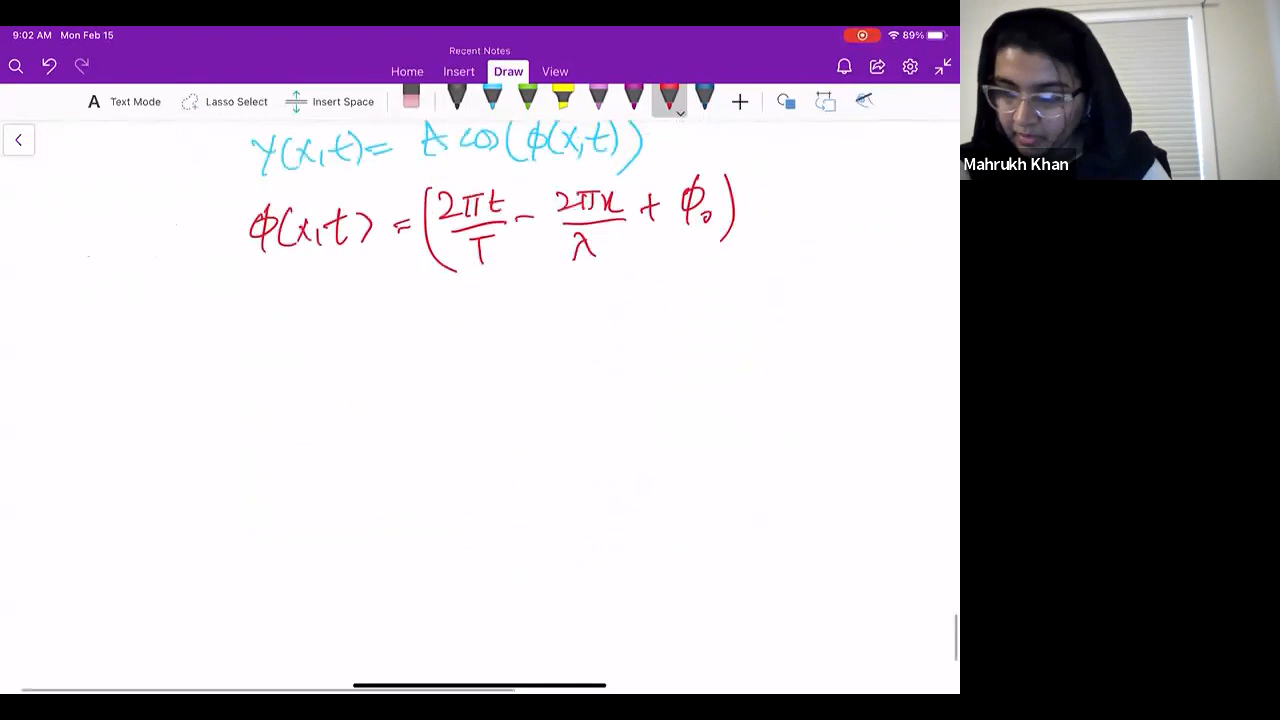 9:02 AM Mon Feb 15
89%
Recent Notes
Home Insert Draw View
A Text Mode Lasso Select Insert Space
y(x,t) = A cos(φ(x,t))
φ(x,t) = (2πt/T - 2πx/λ + φ₀)
Mahrukh Khan